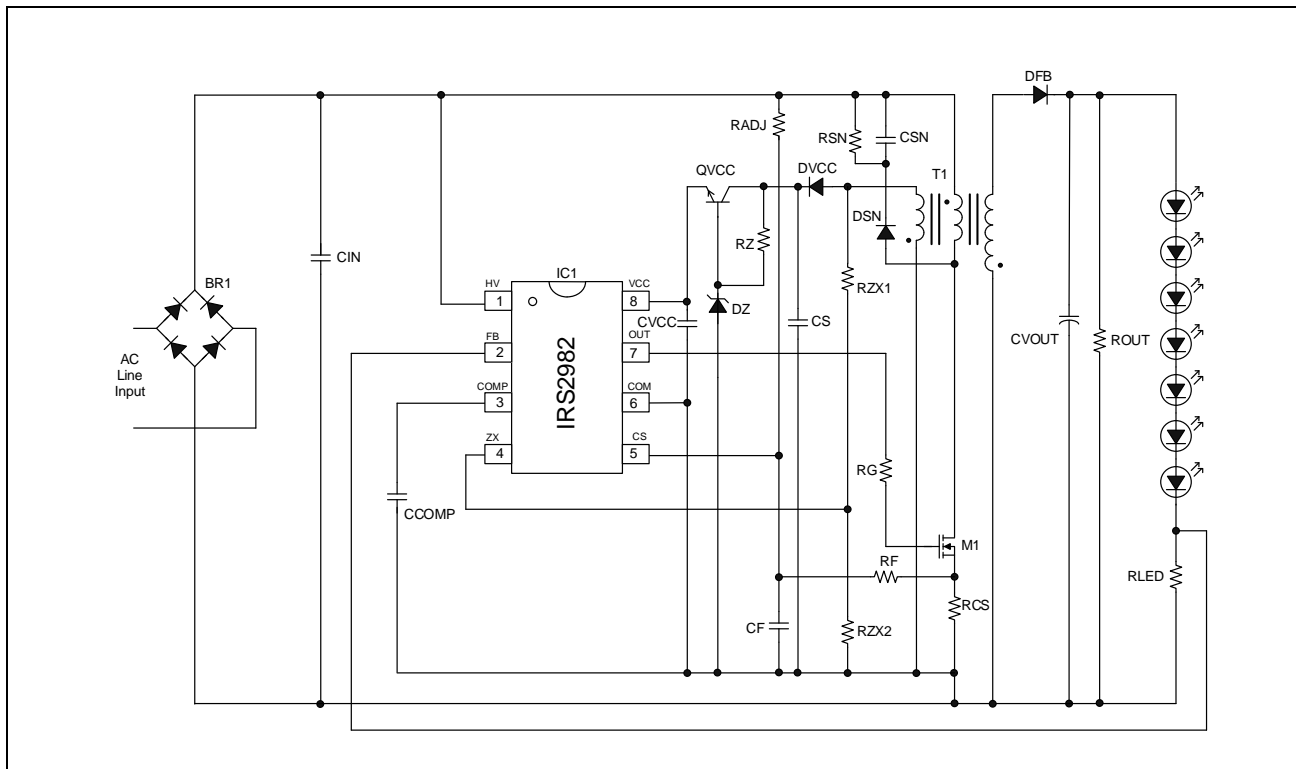 DFB
RADJ
RSN
CSN
QVCC
DVCC
T1
DSN
RZ
CIN
BR1
IC1
HV
VCC
1
8
RZX1
CVCC
DZ
CS
FB
OUT
2
7
CVOUT
ROUT
AC
Line
Input
COMP
COM
3
6
IRS2982
ZX
CS
4
5
RG
CCOMP
M1
RF
RLED
RCS
CF
RZX2